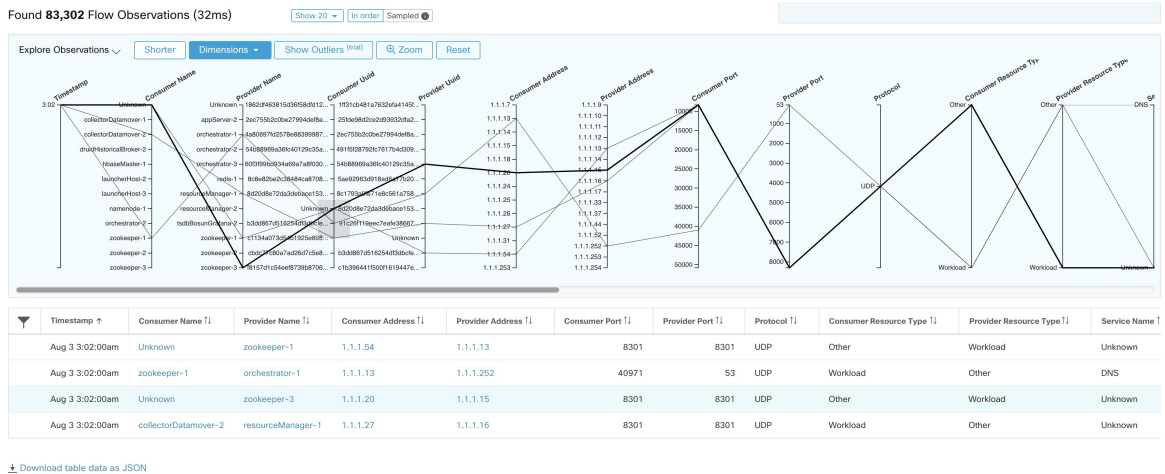 Found 83,302 Flow Observations (32ms)
Show 20
In order
Sampled
Explore Observations
Shorter
Dimensions
Show Outliers (trial)
Zoom
Reset
Timestamp
Consumer Name
Provider Name
Consumer Uuid
Provider Uuid
Consumer Address
Provider Address
Consumer Port
Provider Port
Protocol
Consumer Resource
Provider Resource Type
3:02
Unknown
collectorDatamover-1
collectorDatamover-2
druidHistoricalBroker-2
hbaseMaster-1
launcherHost-2
launcherHost-3
namenode-1
orchestrator-2
zookeeper-1
zookeeper-2
zookeeper-3
Unknown
appServer-2
orchestrator-1
orchestrator-2
orchestrator-3
redis-1
resourceManager-1
resourceManager-2
tsdbBosunGrafana-2
zookeeper-1
zookeeper-2
zookeeper-3
Unknown
Unknown
1.1.1.7
1.1.1.13
1.1.1.14
1.1.1.15
1.1.1.18
1.1.1.20
1.1.1.21
1.1.1.25
1.1.1.26
1.1.1.27
1.1.1.31
1.1.1.54
1.1.1.253
1.1.1.9
1.1.1.10
1.1.1.11
1.1.1.12
1.1.1.13
1.1.1.14
1.1.1.15
1.1.1.16
1.1.1.27
1.1.1.31
1.1.1.33
1.1.1.37
1.1.1.44
1.1.1.52
1.1.1.252
1.1.1.253
1.1.1.254
10000
15000
20000
25000
30000
35000
40000
45000
50000
53
1000
2000
3000
4000
5000
6000
7000
8000
UDP
Other
Workload
Other
Workload
DNS
Unknown
Timestamp Consumer Name Provider Name Consumer Address Provider Address Consumer Port Provider Port Protocol Consumer Resource Type Provider Resource Type Service Name
Aug 3 3:02:00am Unknown zookeeper-1 1.1.1.54 1.1.1.13 8301 8301 UDP Other Workload Unknown
Aug 3 3:02:00am zookeeper-1 orchestrator-1 1.1.1.13 1.1.1.252 40971 53 UDP Workload Other DNS
Aug 3 3:02:00am Unknown zookeeper-3 1.1.1.20 1.1.1.15 8301 8301 UDP Other Workload Unknown
Aug 3 3:02:00am collectorDatamover-2 resourceManager-1 1.1.1.27 1.1.1.16 8301 8301 UDP Workload Other Unknown
Download table data as JSON